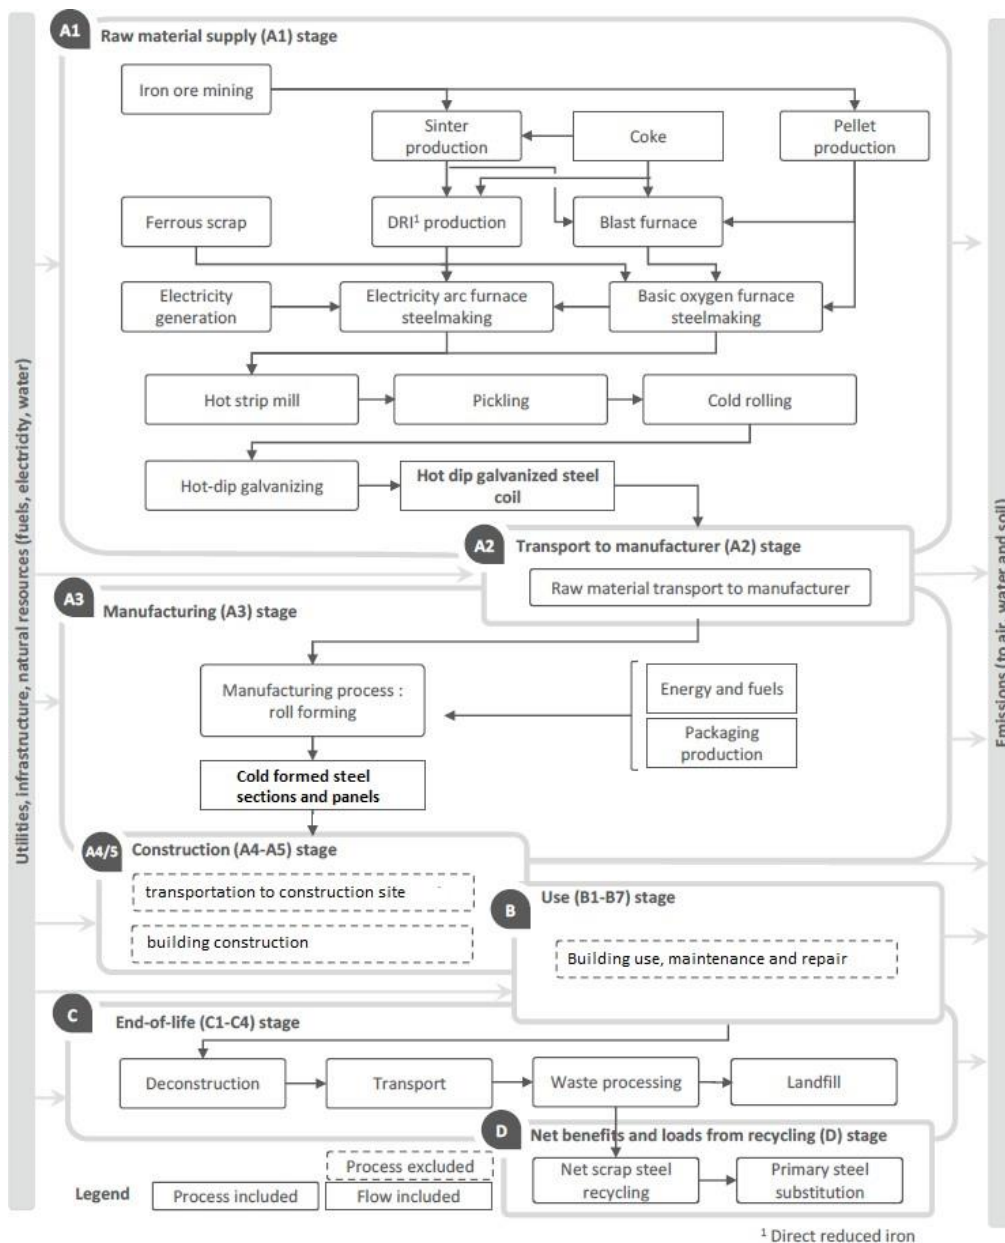 A1
Raw material supply (A1) stage
Iron ore mining
Sinter
production
Coke
Pellet
production
Ferrous scrap
DRI¹ production
Blast furnace
Electricity
generation
Electricity arc furnace
steelmaking
Basic oxygen furnace
steelmaking
Hot strip mill
Pickling
Cold rolling
Hot-dip galvanizing
Hot dip galvanized steel
coil
A2
Transport to manufacturer (A2) stage
Raw material transport to manufacturer
A3
Manufacturing (A3) stage
Manufacturing process :
roll forming
Energy and fuels
Packaging
production
Cold formed steel
sections and panels
A4/5
Construction (A4-A5) stage
transportation to construction site
building construction
B
Use (B1-B7) stage
Building use, maintenance and repair
C
End-of-life (C1-C4) stage
Deconstruction
Transport
Waste processing
Landfill
D
Net benefits and loads from recycling (D) stage
Net scrap steel
recycling
Primary steel
substitution
Legend
Process excluded
Process included
Flow included
¹ Direct reduced iron
Utilities, infrastructure, natural resources (fuels, electricity, water)
Emissions (to air, water and soil)